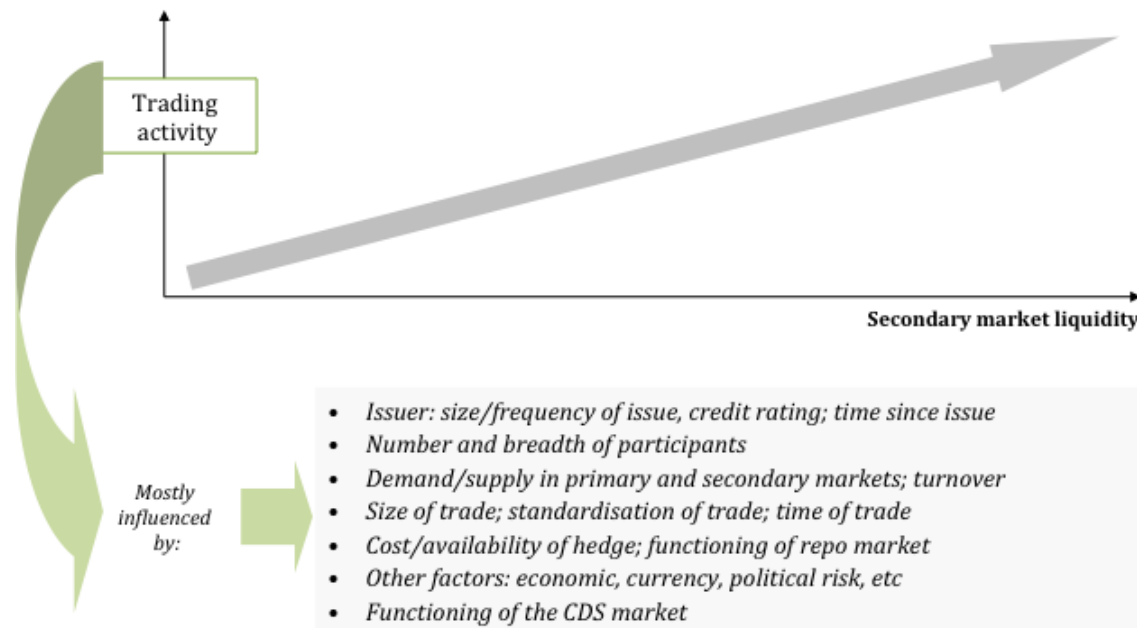 Trading
activity
Secondary market liquidity
Mostly
influenced
by:
• Issuer: size/frequency of issue, credit rating; time since issue
• Number and breadth of participants
• Demand/supply in primary and secondary markets; turnover
• Size of trade; standardisation of trade; time of trade
• Cost/availability of hedge; functioning of repo market
• Other factors: economic, currency, political risk, etc
• Functioning of the CDS market